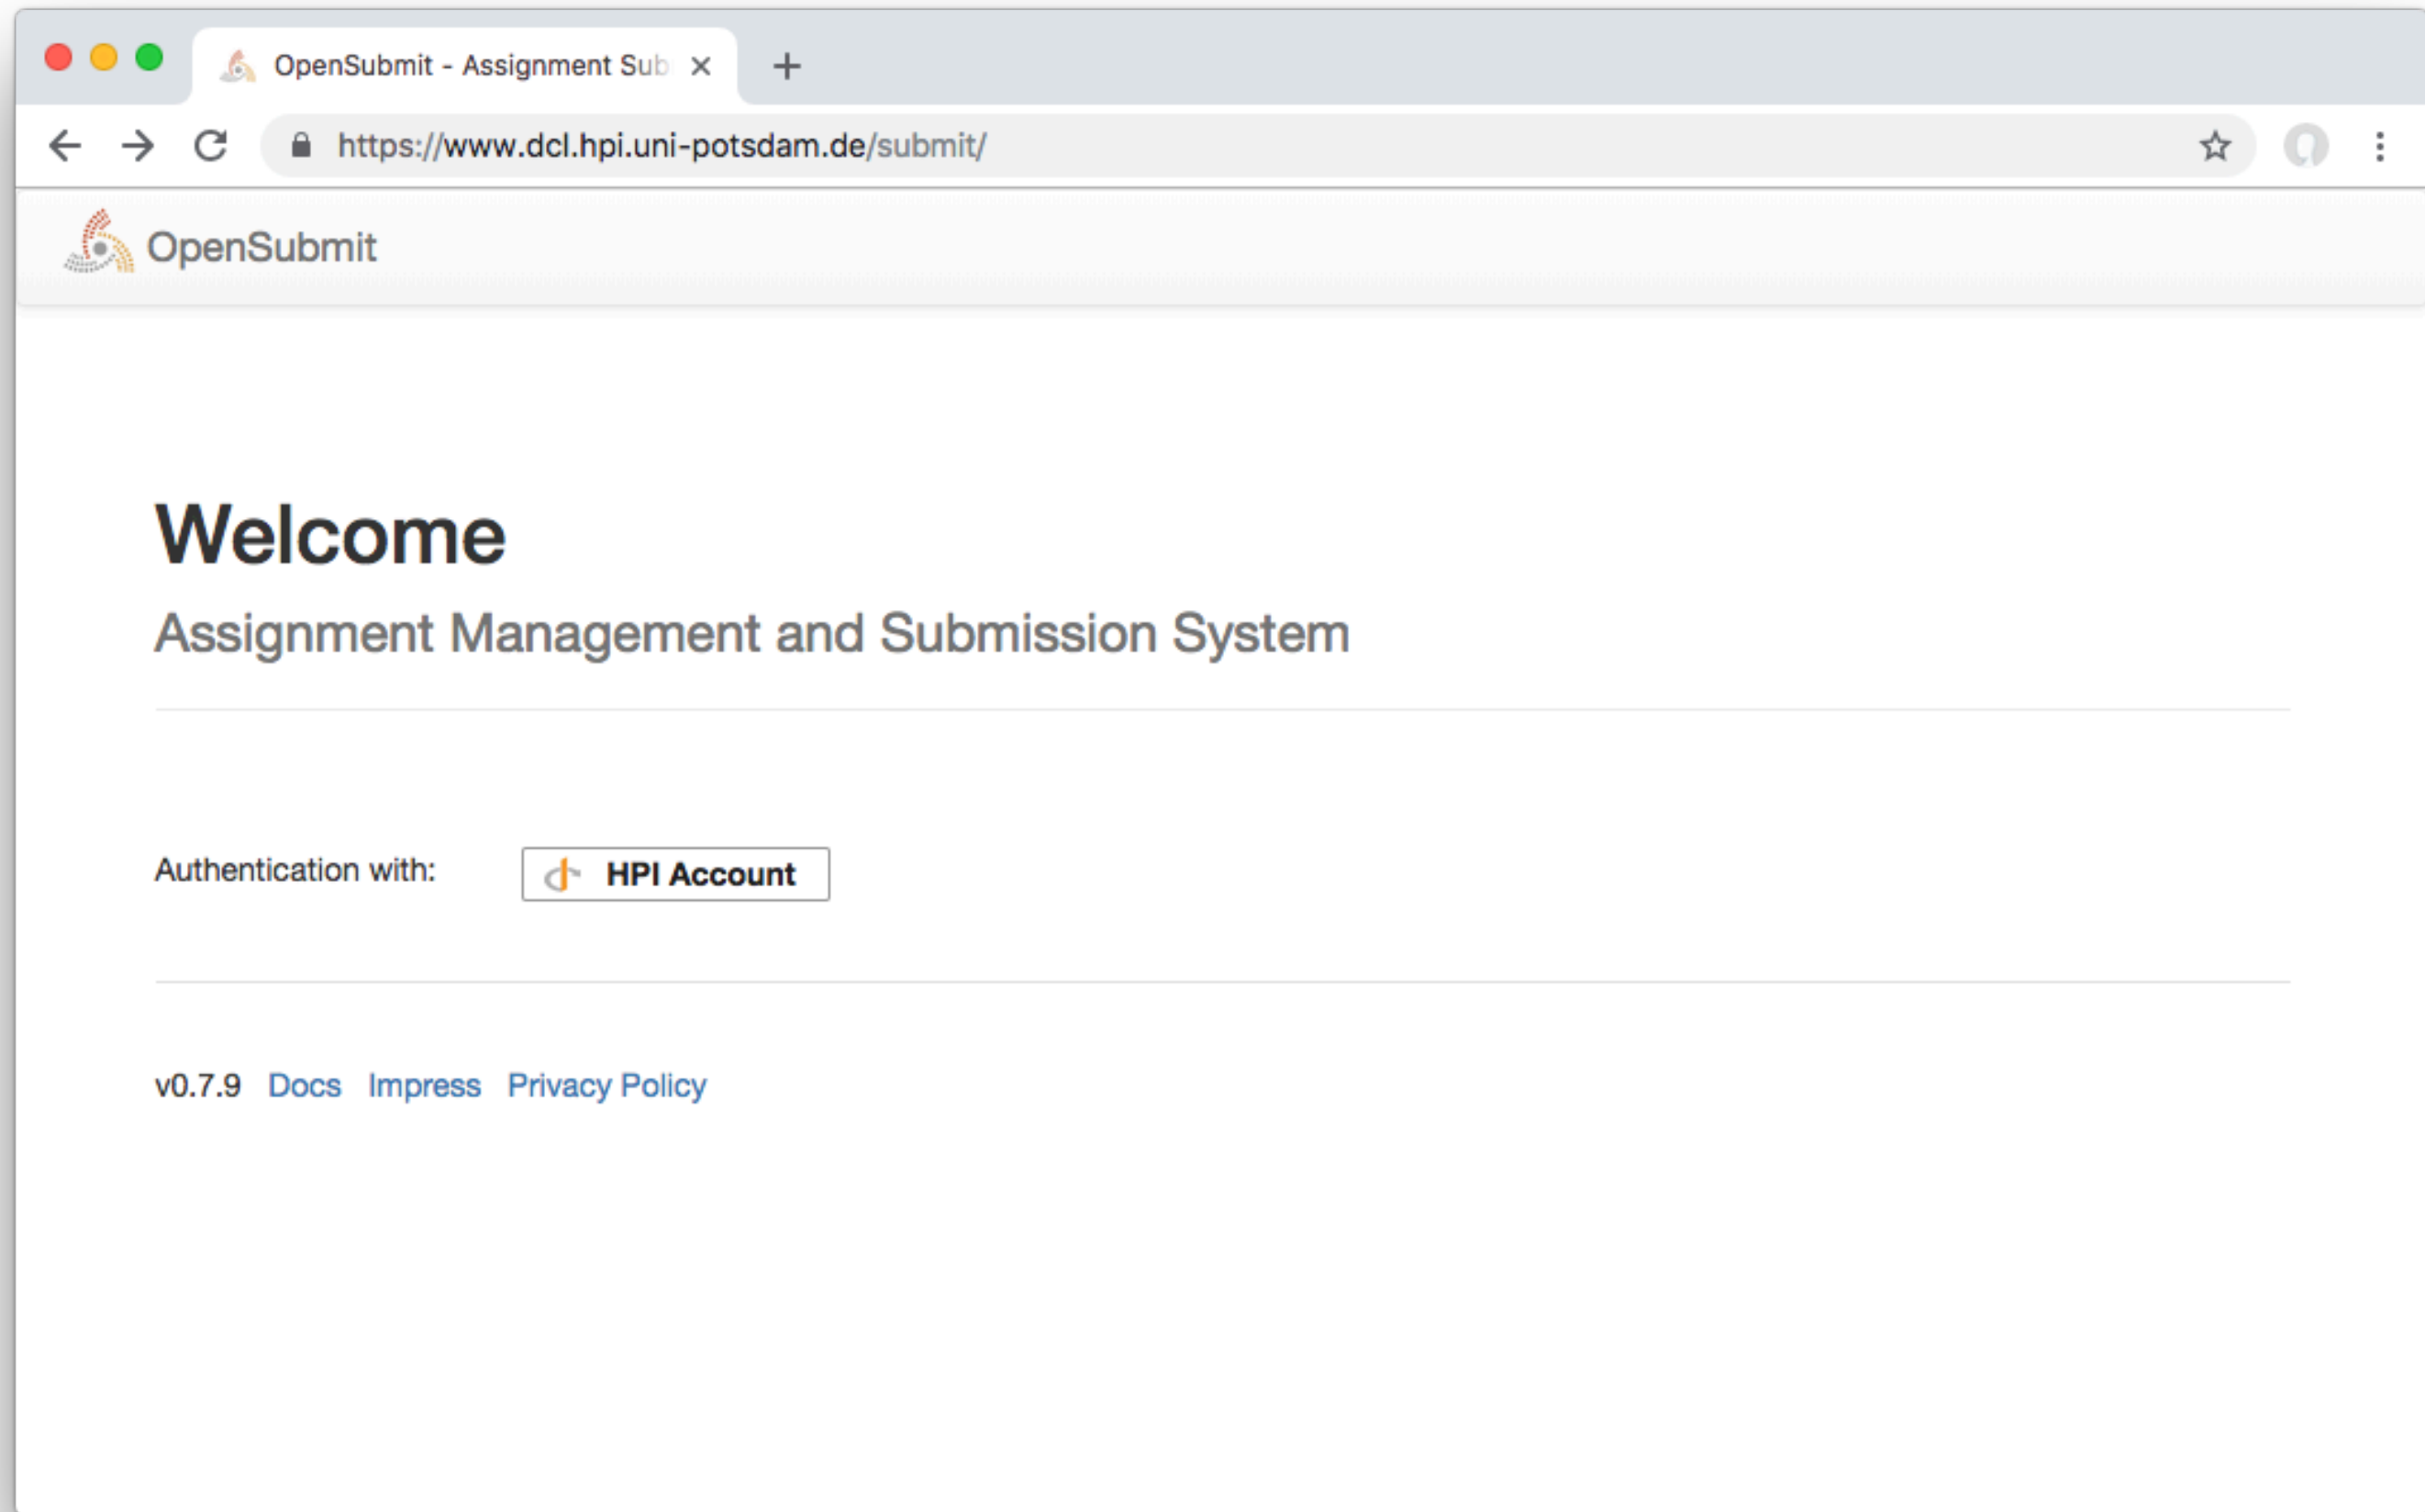 OpenSubmit - Assignment Sub
https://www.dcl.hpi.uni-potsdam.de/submit/
OpenSubmit
Welcome
Assignment Management and Submission System
Authentication with: HPI Account
v0.7.9 Docs Impress Privacy Policy